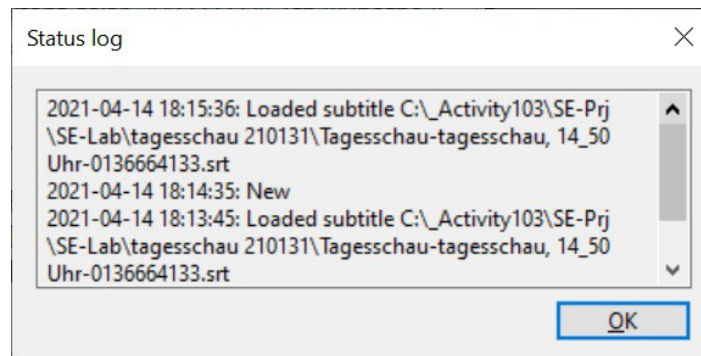 Status log
2021-04-14 18:15:36: Loaded subtitle C:\_Activity103\SE-Prj
\SE-Lab\tagesschau 210131\Tagesschau-tagesschau, 14_50
Uhr-0136664133.srt
2021-04-14 18:14:35: New
2021-04-14 18:13:45: Loaded subtitle C:\_Activity103\SE-Prj
\SE-Lab\tagesschau 210131\Tagesschau-tagesschau, 14_50
Uhr-0136664133.srt
OK